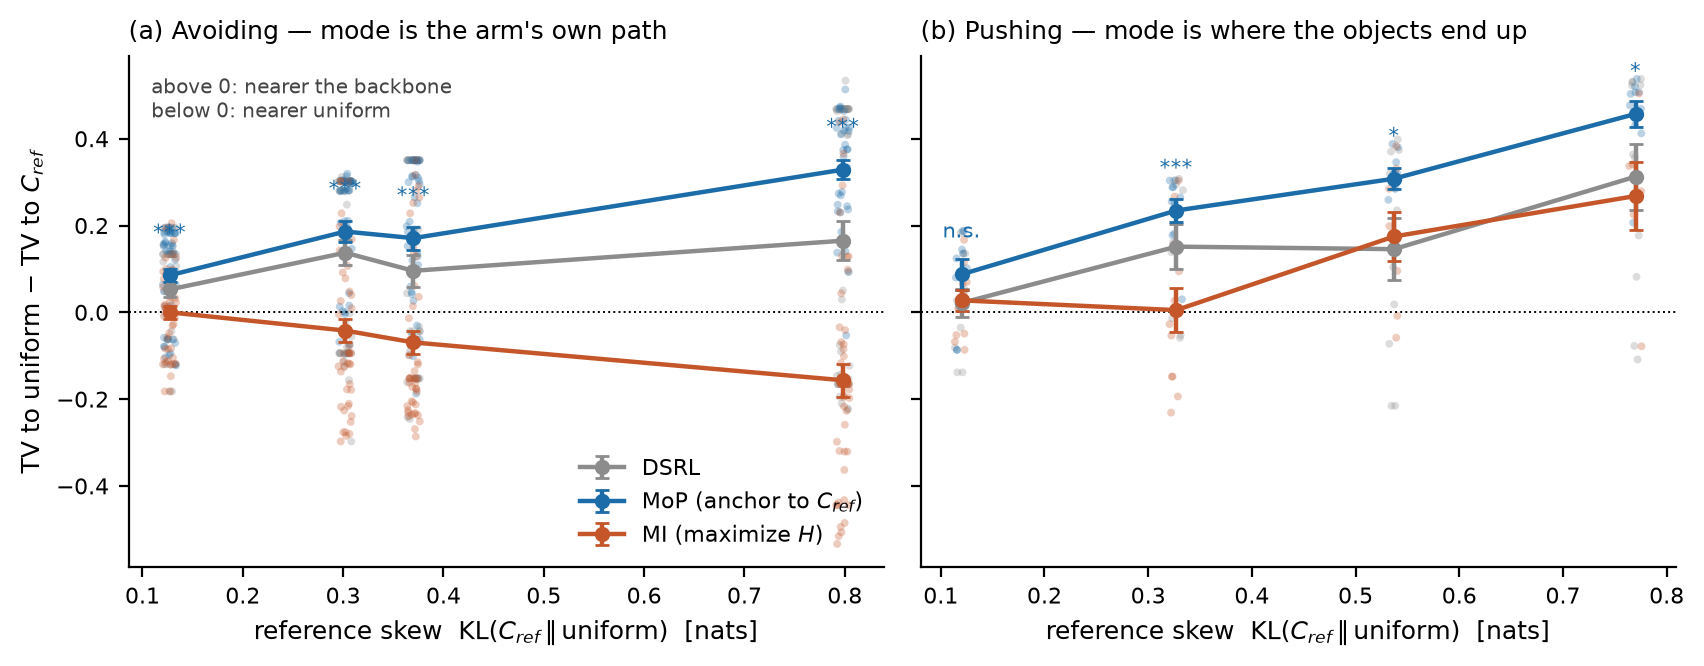 (a) Avoiding — mode is the arm's own path
(b) Pushing — mode is where the objects end up
above 0: nearer the backbone
below 0: nearer uniform
TV to uniform − TV to C_ref
0.4
0.2
0.0
−0.2
−0.4
***
***
***
***
n.s.
***
*
*
DSRL
MoP (anchor to C_ref)
MI (maximize H)
0.1 0.2 0.3 0.4 0.5 0.6 0.7 0.8
0.1 0.2 0.3 0.4 0.5 0.6 0.7 0.8
reference skew KL(C_ref ∥ uniform) [nats]
reference skew KL(C_ref ∥ uniform) [nats]